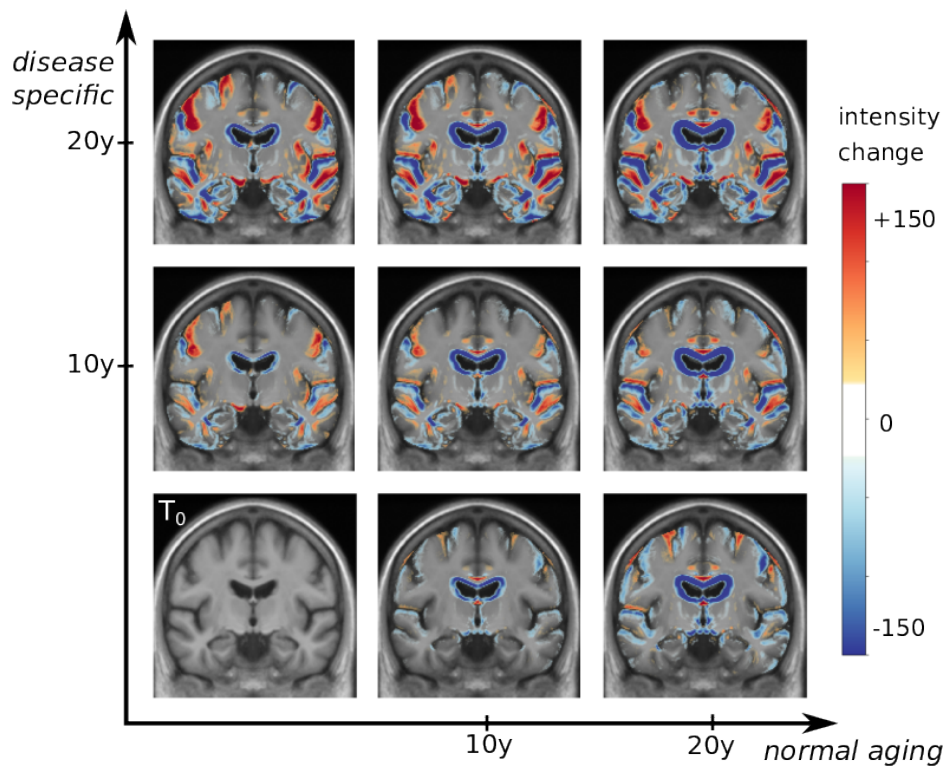 disease
specific
20y
10y
T0
10y
20y
normal aging
intensity
change
+150
0
-150